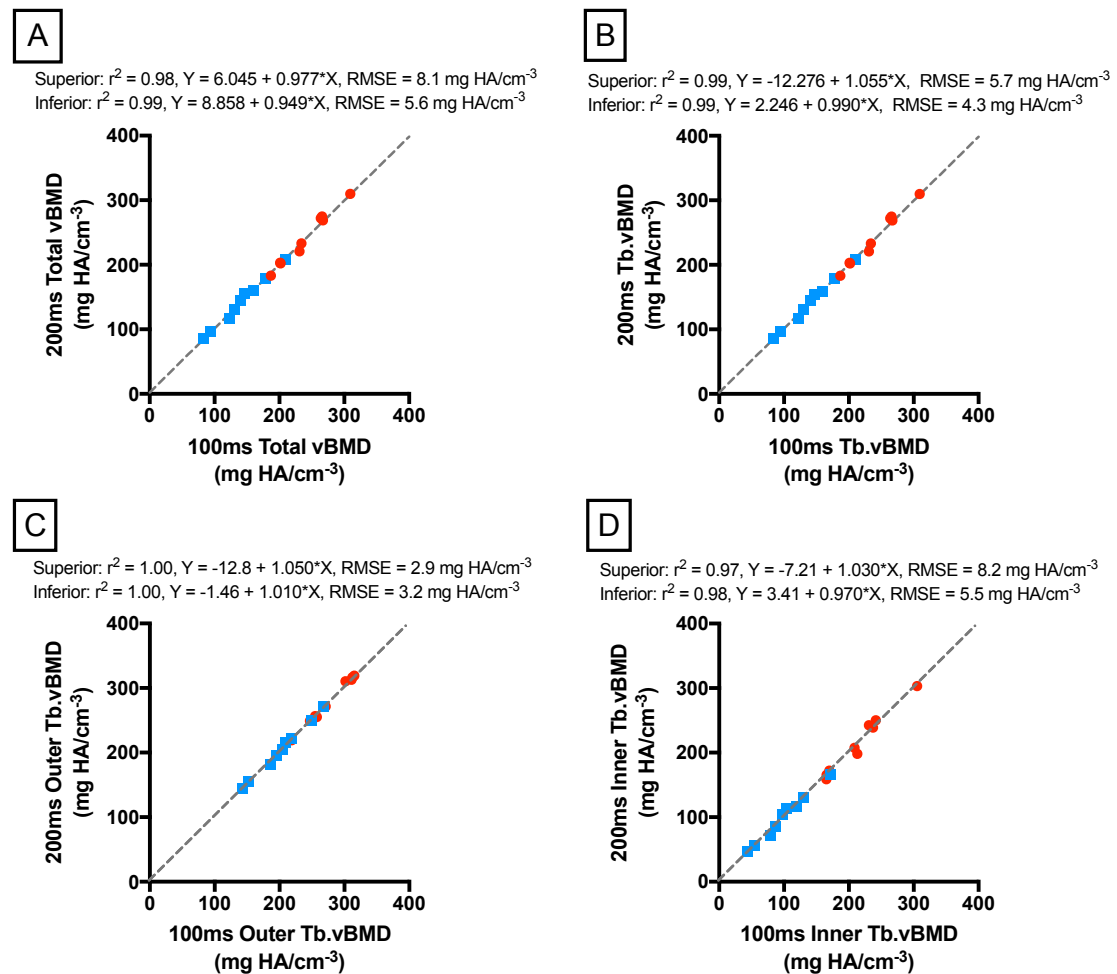 A
Superior: r² = 0.98, Y = 6.045 + 0.977*X, RMSE = 8.1 mg HA/cm⁻³
Inferior: r² = 0.99, Y = 8.858 + 0.949*X, RMSE = 5.6 mg HA/cm⁻³
200ms Total vBMD
(mg HA/cm⁻³)
400
300
200
100
0
0 100 200 300 400
100ms Total vBMD
(mg HA/cm⁻³)
B
Superior: r² = 0.99, Y = -12.276 + 1.055*X, RMSE = 5.7 mg HA/cm⁻³
Inferior: r² = 0.99, Y = 2.246 + 0.990*X, RMSE = 4.3 mg HA/cm⁻³
200ms Tb.vBMD
(mg HA/cm⁻³)
400
300
200
100
0
0 100 200 300 400
100ms Tb.vBMD
(mg HA/cm⁻³)
C
Superior: r² = 1.00, Y = -12.8 + 1.050*X, RMSE = 2.9 mg HA/cm⁻³
Inferior: r² = 1.00, Y = -1.46 + 1.010*X, RMSE = 3.2 mg HA/cm⁻³
200ms Outer Tb.vBMD
(mg HA/cm⁻³)
400
300
200
100
0
0 100 200 300 400
100ms Outer Tb.vBMD
(mg HA/cm⁻³)
D
Superior: r² = 0.97, Y = -7.21 + 1.030*X, RMSE = 8.2 mg HA/cm⁻³
Inferior: r² = 0.98, Y = 3.41 + 0.970*X, RMSE = 5.5 mg HA/cm⁻³
200ms Inner Tb.vBMD
(mg HA/cm⁻³)
400
300
200
100
0
0 100 200 300 400
100ms Inner Tb.vBMD
(mg HA/cm⁻³)